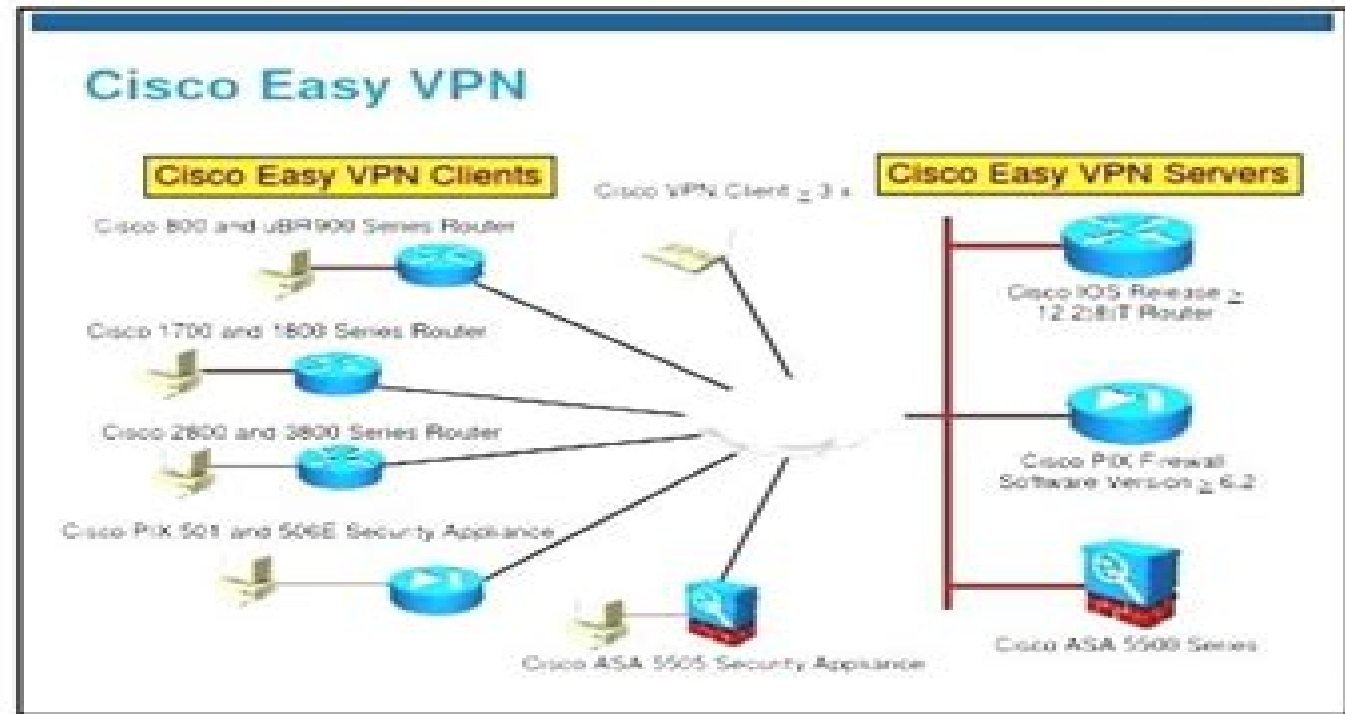 Cisco Easy VPN
Cisco Easy VPN Clients
Cisco VPN Client ≥ 3.x
Cisco Easy VPN Servers
Cisco 800 and uBR900 Series Router
Cisco IOS Release ≥
12.2(8)T Router
Cisco 1700 and 1800 Series Router
Cisco 2800 and 3800 Series Router
Cisco PIX Firewall
Software Version ≥ 6.2
Cisco PIX 501 and 506E Security Appliance
Cisco ASA 5505 Security Appliance
Cisco ASA 5500 Series